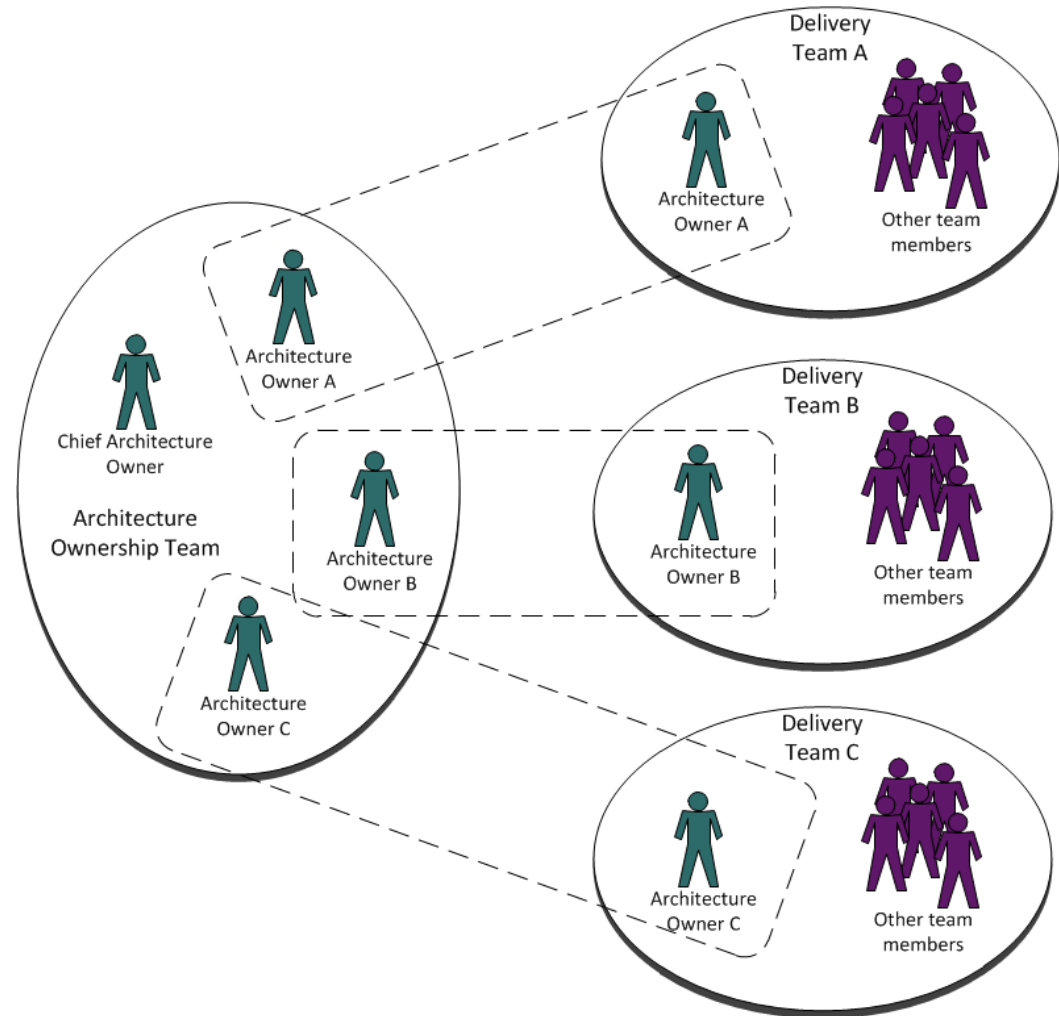 Delivery
Team A
Architecture
Owner A
Other team
members
Architecture
Owner A
Chief Architecture
Owner
Architecture
Ownership Team
Architecture
Owner B
Architecture
Owner C
Delivery
Team B
Architecture
Owner B
Other team
members
Delivery
Team C
Architecture
Owner C
Other team
members